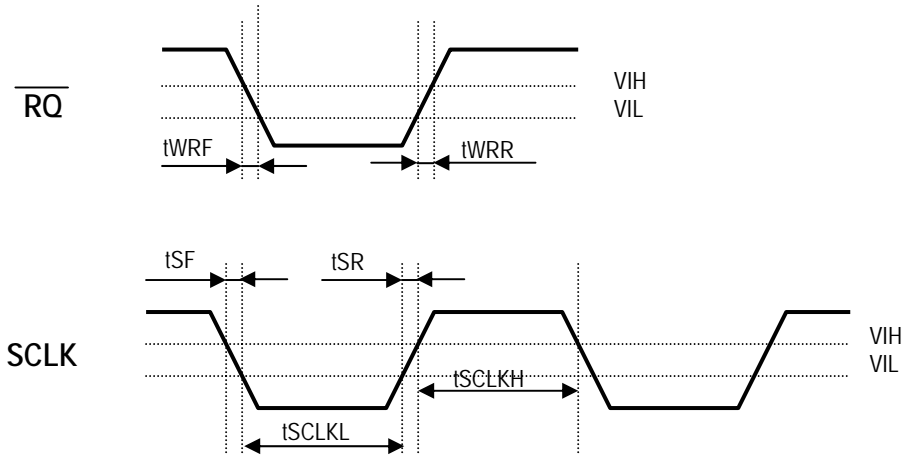 VIH
RQ
VIL
tWRF
tWRR
tSF
tSR
VIH
SCLK
VIL
tSCLKH
tSCLKL